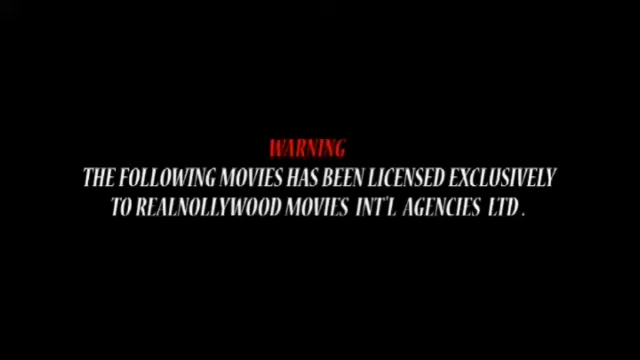 WARNING
THE FOLLOWING MOVIES HAS BEEN LICENSED EXCLUSIVELY
TO REALNOLLYWOOD MOVIES INT'L AGENCIES LTD.